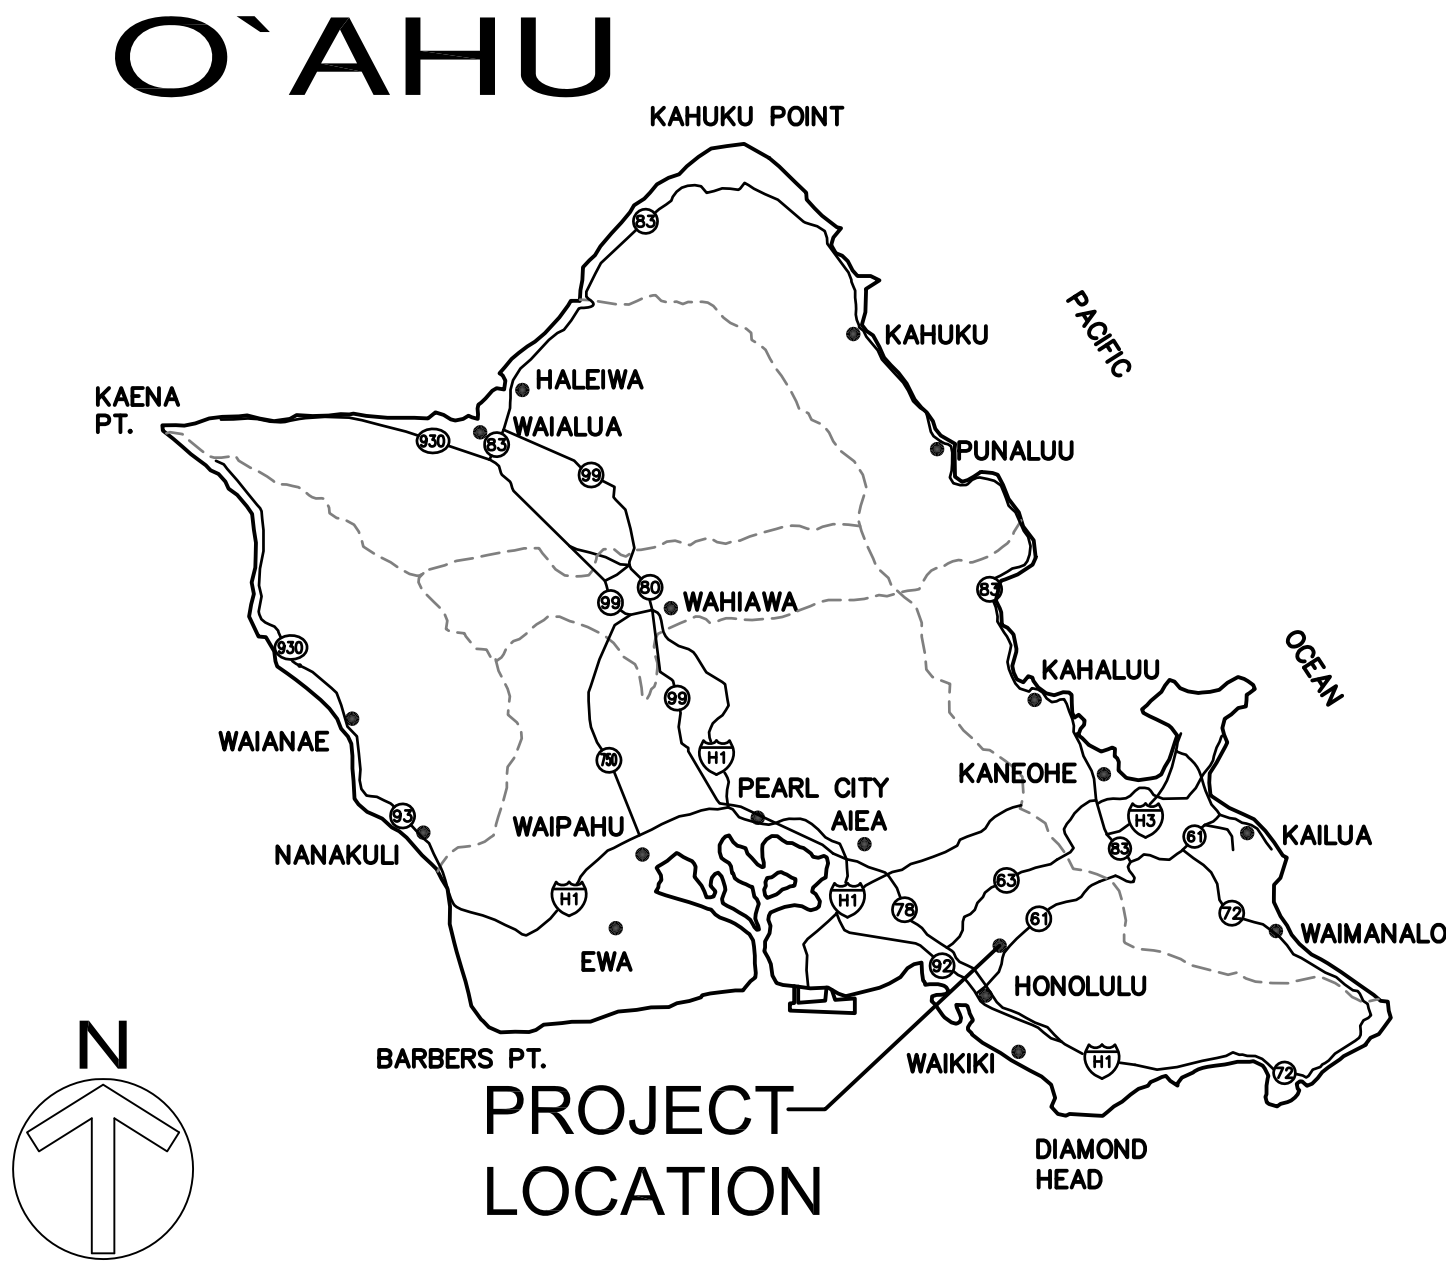 O`AHU
KAHUKU POINT
83
PACIFIC
KAHUKU
HALEIWA
KAENA
PT.
WAIALUA
930
83
99
PUNALUU
83
80
99
WAHIAWA
OCEAN
930
KAHALUU
99
WAIANAE
750
H1
KANEOHE
PEARL CITY
93
WAIPAHU
AIEA
H3
61
KAILUA
NANAKULI
83
63
H1
H1
78
61
72
EWA
WAIMANALO
92
HONOLULU
N
BARBERS PT.
WAIKIKI
H1
72
PROJECT
LOCATION
DIAMOND
HEAD